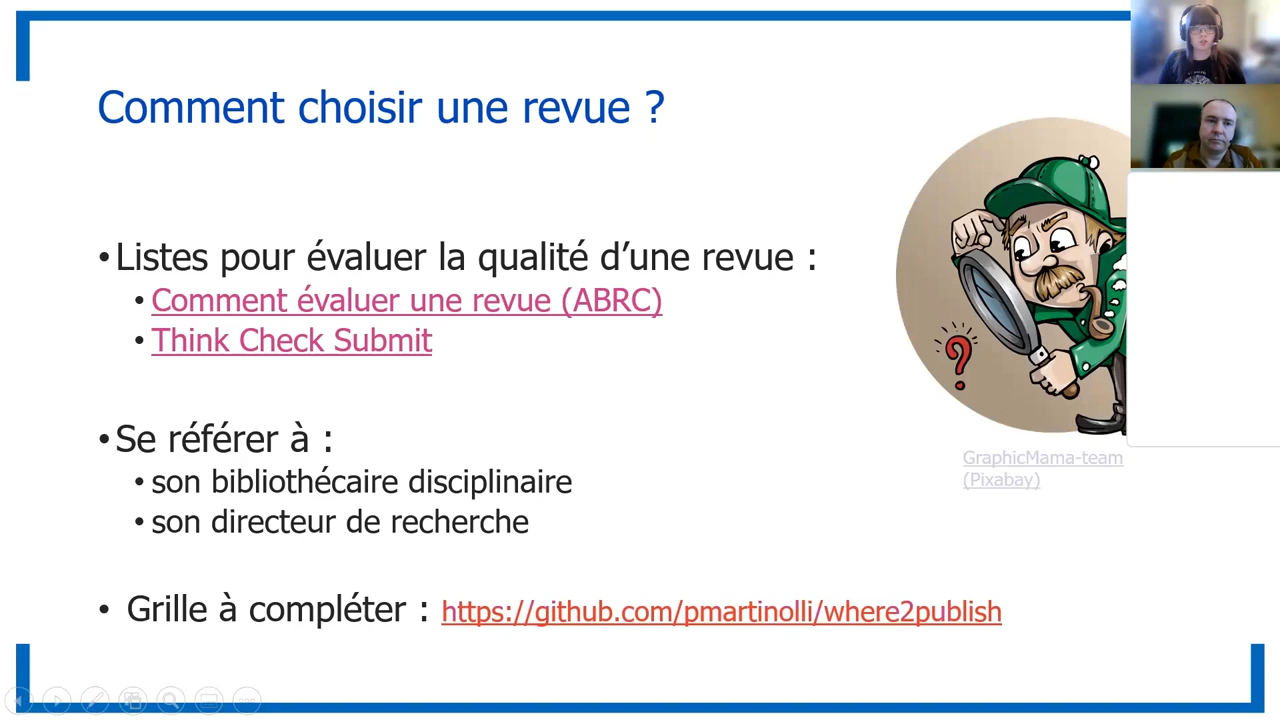 Comment choisir une revue ?
•Listes pour évaluer la qualité d’une revue :
•Comment évaluer une revue (ABRC)
•Think Check Submit
•Se référer à :
•son bibliothécaire disciplinaire
•son directeur de recherche
• Grille à compléter : https://github.com/pmartinolli/where2publish
GraphicMama-team
(Pixabay)